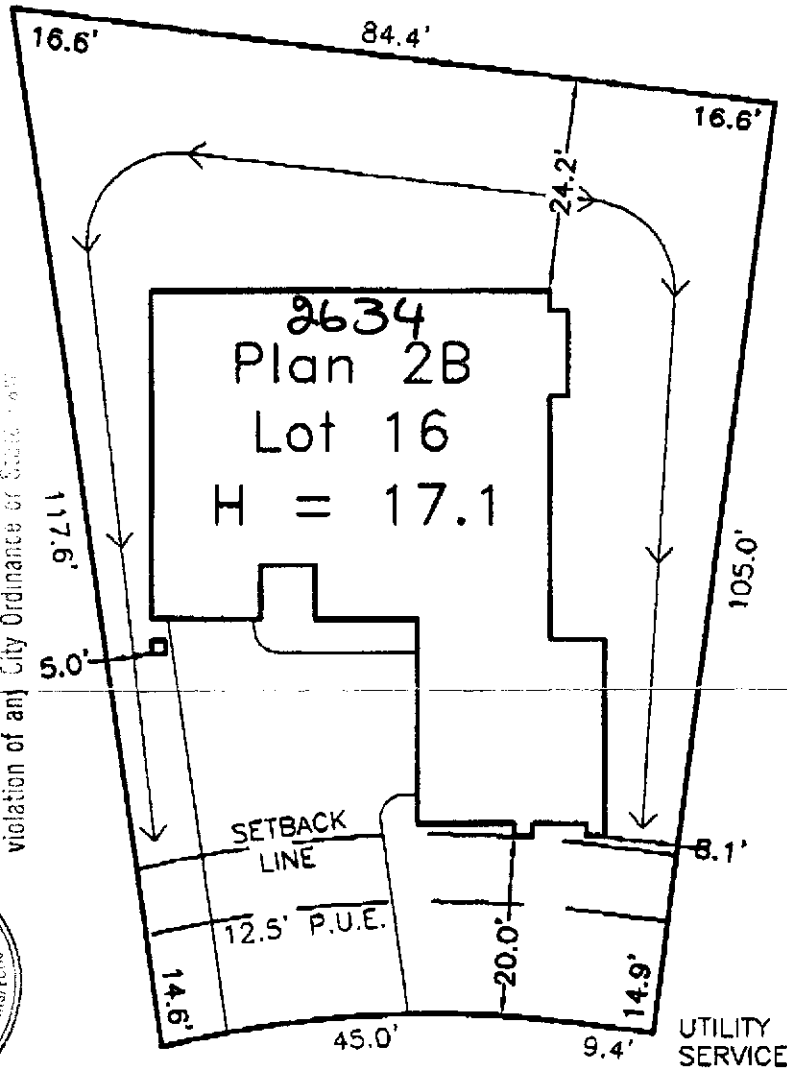 84.4'
16.6'
16.6'
24.2'
2634
Plan 2B
Lot 16
H = 17.1
117.6'
105.0'
violation of any City Ordinance or State
5.0'
SETBACK
LINE
12.5' P.U.E.
20.0'
14.6'
14.9'
45.0'
9.4'
UTILITY
SERVICE